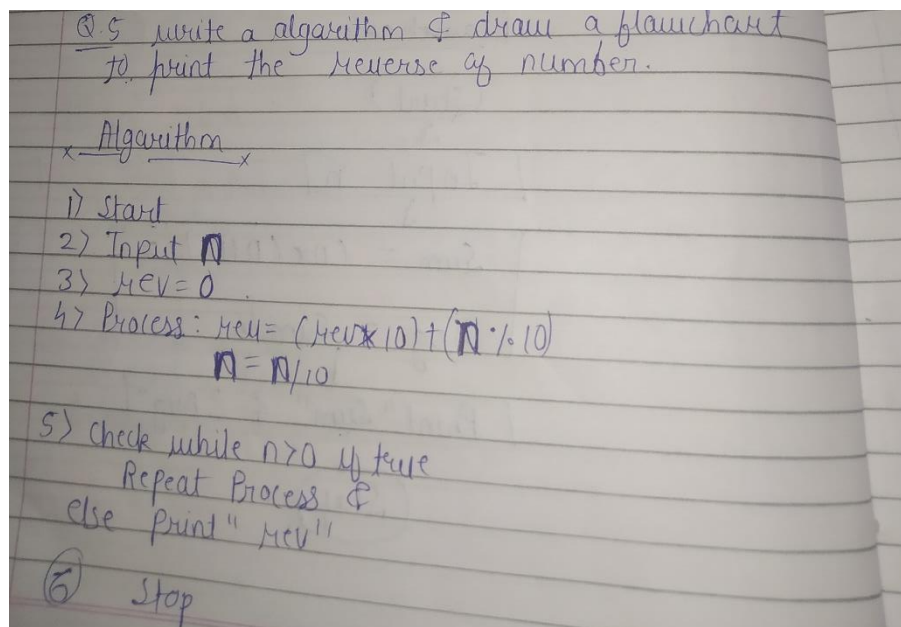 Q.5 write a algorithm & draw a flowchart
to print the reverse of number.
Algorithm
1) Start
2) Input n
3) rev = 0
4) Process: rev = (rev * 10) + (n % 10)
n = n/10
5) check while n>0 if true
Repeat Process &
else print "rev"
6 Stop